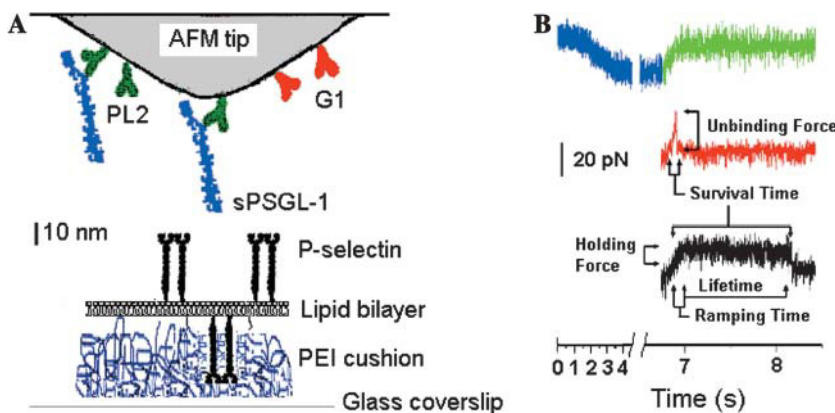 A
AFM tip
PL2
G1
sPSGL-1
10 nm
P-selectin
Lipid bilayer
PEI cushion
Glass coverslip
B
Unbinding Force
20 pN
Survival Time
Holding
Force
Lifetime
Ramping Time
0 1 2 3 4 7 8
Time (s)